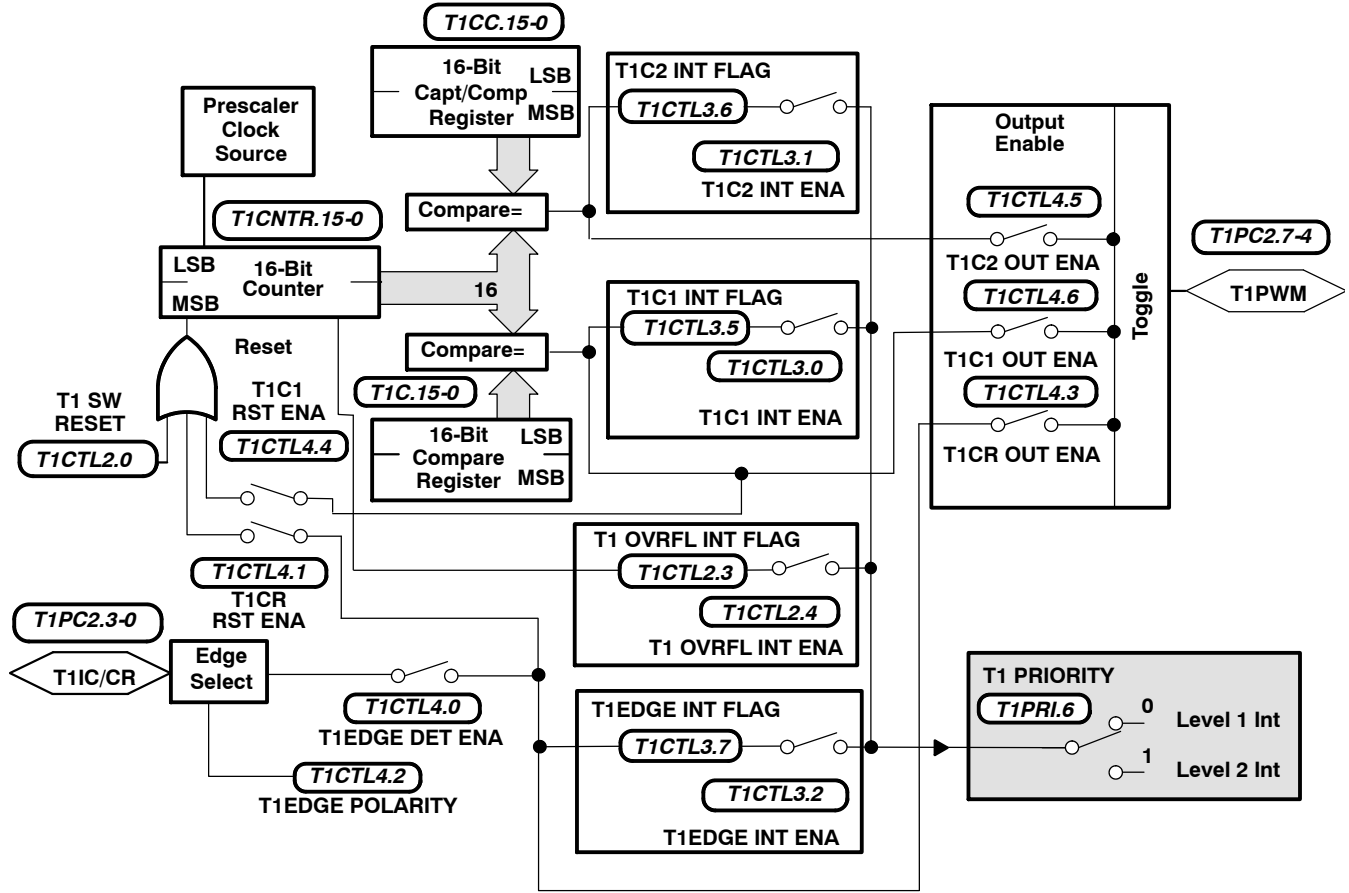 T1CC.15-0
16-Bit
Capt/Comp
Register
LSB
MSB
Prescaler
Clock
Source
T1CNTR.15-0
LSB
MSB
16-Bit
Counter
16
Compare=
Compare=
Reset
T1 SW
RESET
T1CTL2.0
T1C1
RST ENA
T1CTL4.4
T1C.15-0
16-Bit
Compare
Register
LSB
MSB
T1CTL4.1
T1CR
RST ENA
T1PC2.3-0
T1IC/CR
Edge
Select
T1CTL4.0
T1EDGE DET ENA
T1CTL4.2
T1EDGE POLARITY
T1C2 INT FLAG
T1CTL3.6
T1CTL3.1
T1C2 INT ENA
T1C1 INT FLAG
T1CTL3.5
T1CTL3.0
T1C1 INT ENA
T1 OVRFL INT FLAG
T1CTL2.3
T1CTL2.4
T1 OVRFL INT ENA
T1EDGE INT FLAG
T1CTL3.7
T1CTL3.2
T1EDGE INT ENA
Output
Enable
T1CTL4.5
T1C2 OUT ENA
T1CTL4.6
T1C1 OUT ENA
T1CTL4.3
T1CR OUT ENA
Toggle
T1PC2.7-4
T1PWM
T1 PRIORITY
T1PRI.6
0
Level 1 Int
1
Level 2 Int